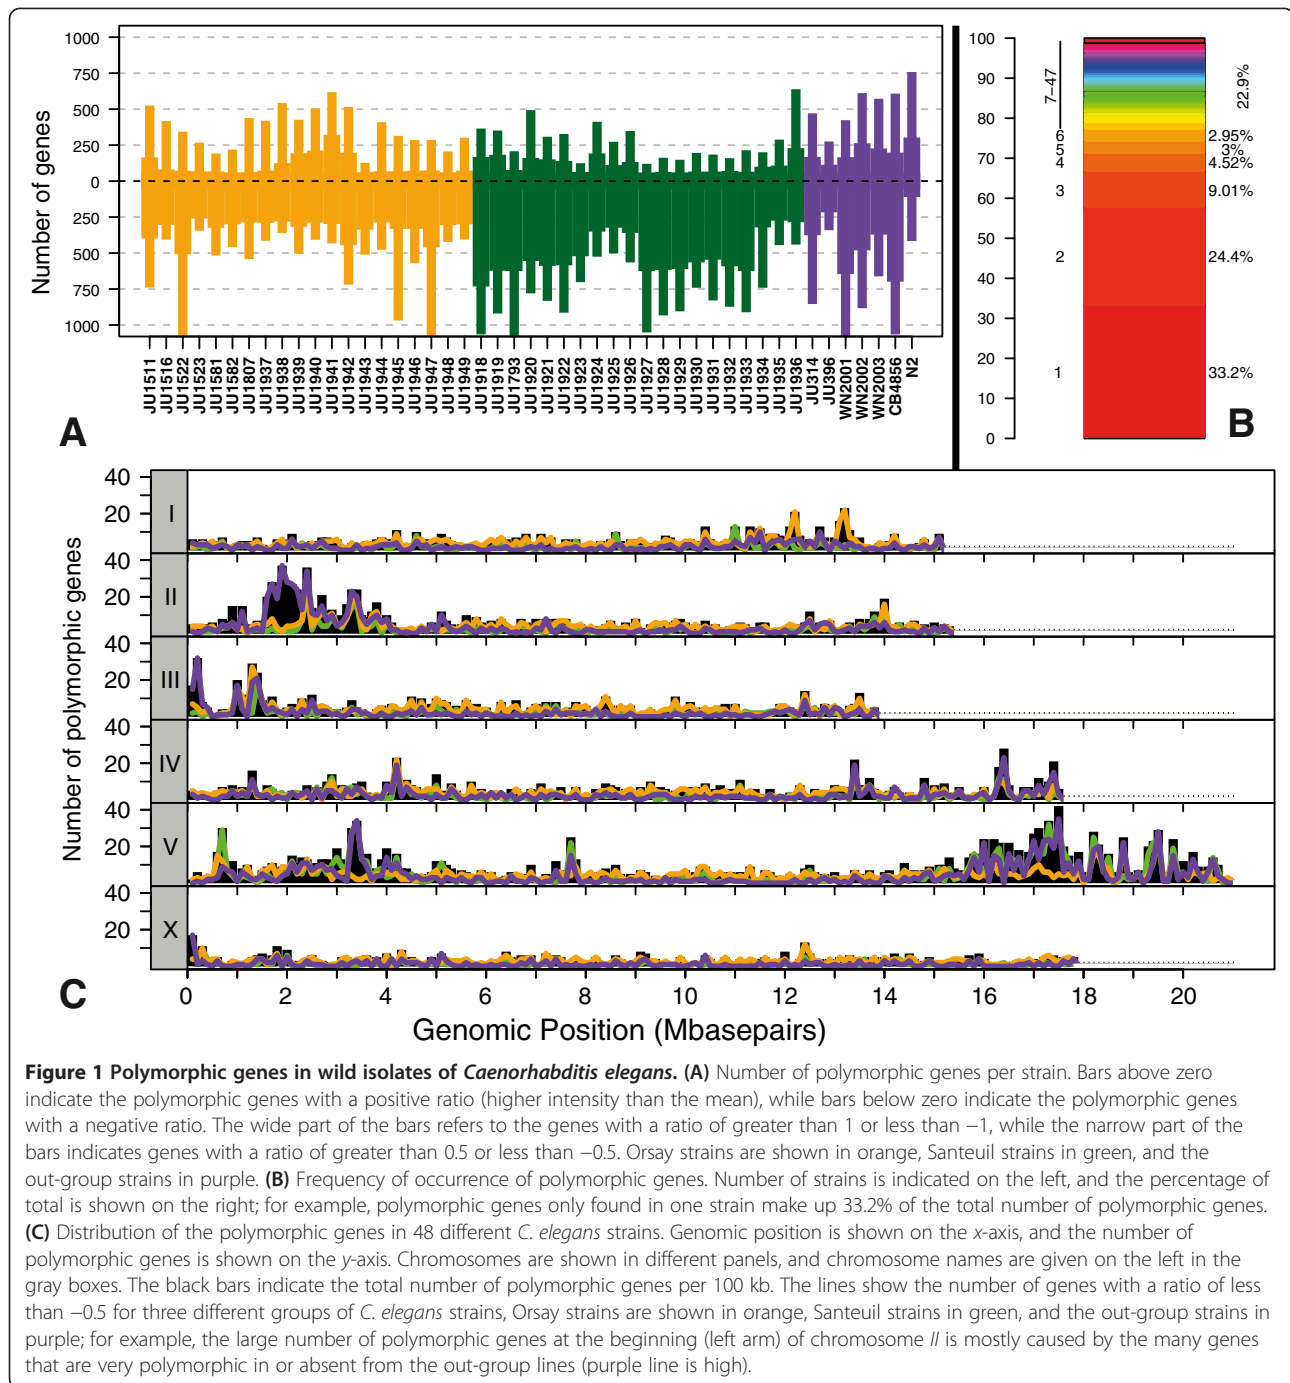 1000
750
500
250
0
250
500
750
1000
Number of genes
JU1511
JU1516
JU1522
JU1523
JU1581
JU1582
JU1807
JU1937
JU1938
JU1939
JU1940
JU1941
JU1942
JU1943
JU1944
JU1945
JU1946
JU1947
JU1948
JU1949
JU1918
JU1919
JU1793
JU1920
JU1921
JU1922
JU1923
JU1924
JU1925
JU1926
JU1927
JU1928
JU1929
JU1930
JU1931
JU1932
JU1933
JU1934
JU1935
JU1936
JU314
JU396
WN2001
WN2002
WN2003
CB4856
N2
A
100
90
80
70
60
50
40
30
20
10
0
7–47
6
5
4
3
2
1
22.9%
2.95%
3%
4.52%
9.01%
24.4%
33.2%
B
Number of polymorphic genes
40
20
I
40
20
II
40
20
III
40
20
IV
40
20
V
40
20
X
0 2 4 6 8 10 12 14 16 18 20
C
Genomic Position (Mbasepairs)
Figure 1 Polymorphic genes in wild isolates of Caenorhabditis elegans. (A) Number of polymorphic genes per strain. Bars above zero
indicate the polymorphic genes with a positive ratio (higher intensity than the mean), while bars below zero indicate the polymorphic genes
with a negative ratio. The wide part of the bars refers to the genes with a ratio of greater than 1 or less than −1, while the narrow part of the
bars indicates genes with a ratio of greater than 0.5 or less than −0.5. Orsay strains are shown in orange, Santeuil strains in green, and the
out-group strains in purple. (B) Frequency of occurrence of polymorphic genes. Number of strains is indicated on the left, and the percentage of
total is shown on the right; for example, polymorphic genes only found in one strain make up 33.2% of the total number of polymorphic genes.
(C) Distribution of the polymorphic genes in 48 different C. elegans strains. Genomic position is shown on the x-axis, and the number of
polymorphic genes is shown on the y-axis. Chromosomes are shown in different panels, and chromosome names are given on the left in the
gray boxes. The black bars indicate the total number of polymorphic genes per 100 kb. The lines show the number of genes with a ratio of less
than −0.5 for three different groups of C. elegans strains, Orsay strains are shown in orange, Santeuil strains in green, and the out-group strains in
purple; for example, the large number of polymorphic genes at the beginning (left arm) of chromosome II is mostly caused by the many genes
that are very polymorphic in or absent from the out-group lines (purple line is high).